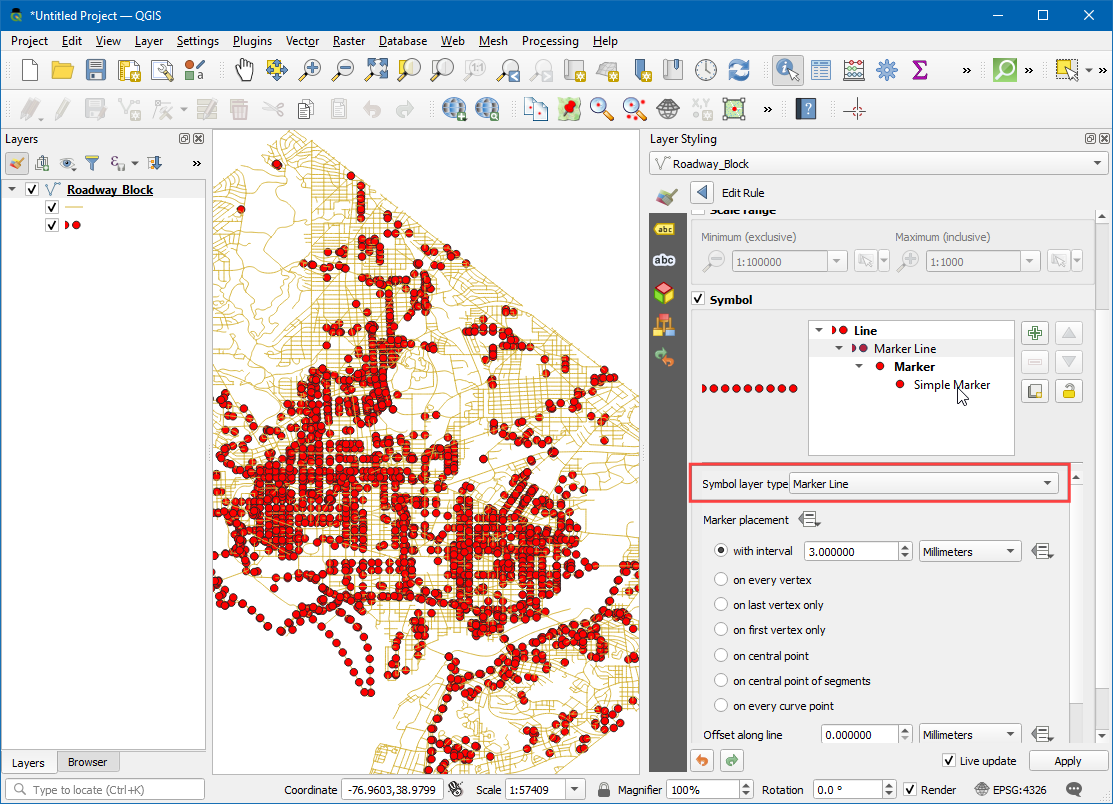 *Untitled Project — QGIS
Project Edit View Layer Settings Plugins Vector Raster Database Web Mesh Processing Help
1:1
»
»
»
X,Y
»
?
Layers
ε
»
Roadway_Block
Layers
Browser
Layer Styling
Roadway_Block
abc
abc
Edit Rule
Scale range
Minimum (exclusive)
Maximum (inclusive)
1:100000
1:1000
Symbol
Line
Marker Line
Marker
Simple Marker
Symbol layer type Marker Line
Marker placement
with interval 3.000000 Millimeters
on every vertex
on last vertex only
on first vertex only
on central point
on central point of segments
on every curve point
Offset along line 0.000000 Millimeters
Live update
Apply
Type to locate (Ctrl+K)
Coordinate -76.9603,38.9799
Scale 1:57409
Magnifier 100%
Rotation 0.0 °
Render
EPSG:4326